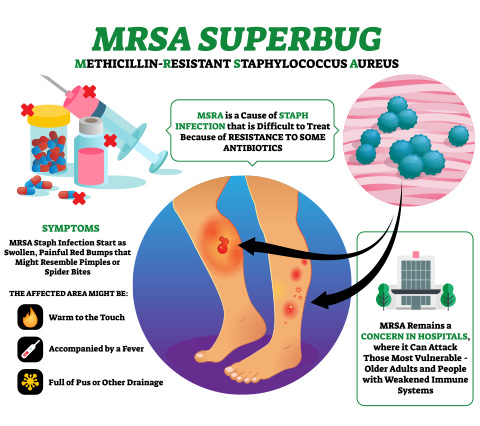 MRSA SUPERBUG
METHICILLIN-RESISTANT STAPHYLOCOCCUS AUREUS
MSRA is a Cause of STAPH
INFECTION that is Difficult to Treat
Because of RESISTANCE TO SOME
ANTIBIOTICS
SYMPTOMS
MRSA Staph Infection Start as
Swollen, Painful Red Bumps that
Might Resemble Pimples or
Spider Bites
THE AFFECTED AREA MIGHT BE:
Warm to the Touch
Accompanied by a Fever
Full of Pus or Other Drainage
MRSA Remains a
CONCERN IN HOSPITALS,
where it Can Attack
Those Most Vulnerable -
Older Adults and People
with Weakened Immune
Systems